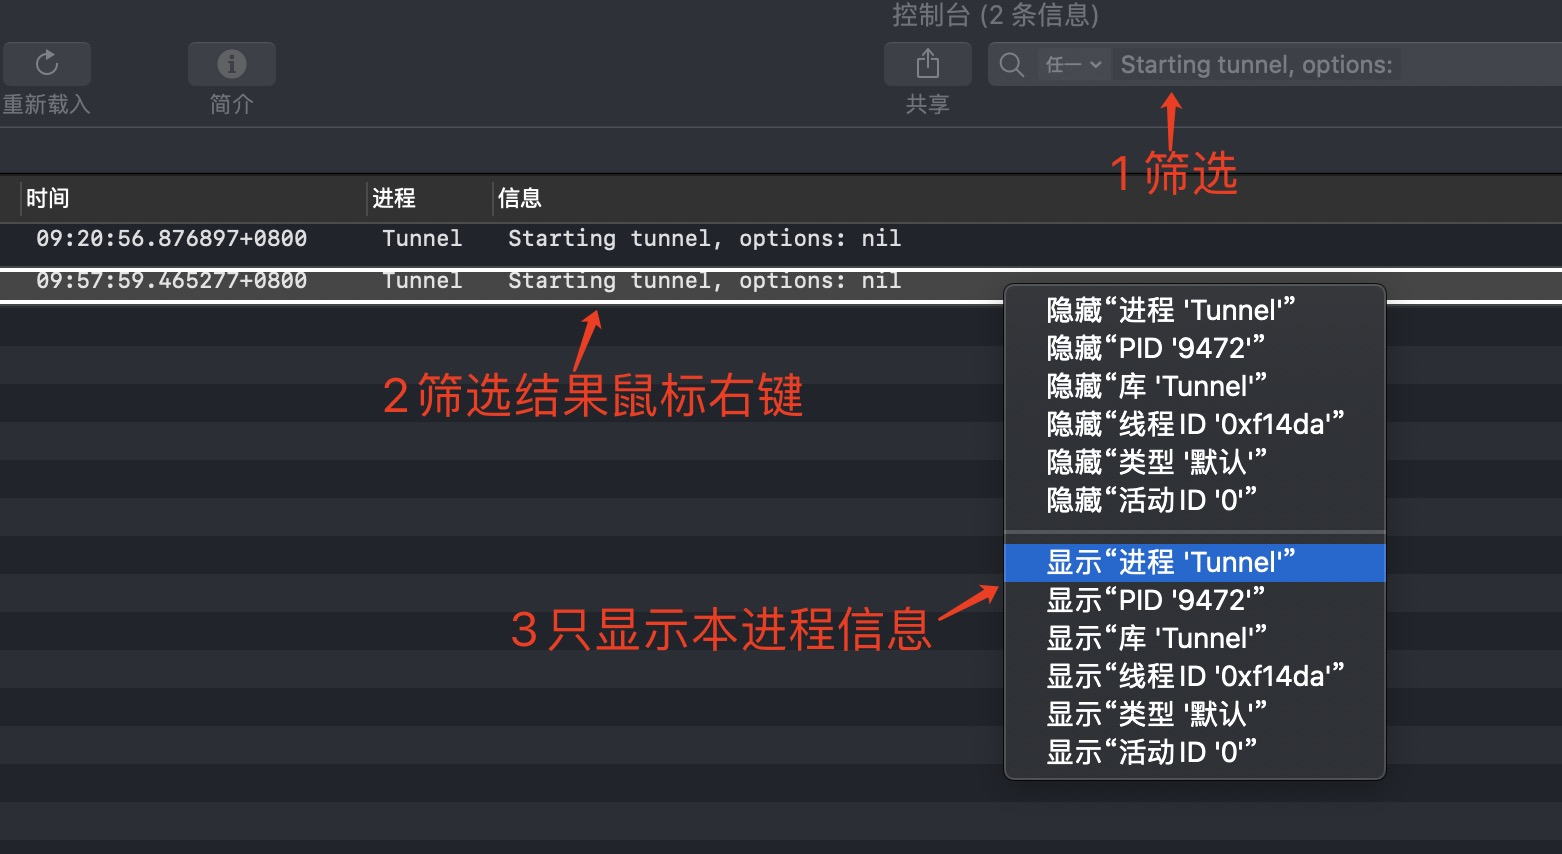 控制台 (2 条信息)
任一 Starting tunnel, options:
重新载入 简介 共享
1 筛选
时间 进程 信息
09:20:56.876897+0800 Tunnel Starting tunnel, options: nil
09:57:59.465277+0800 Tunnel Starting tunnel, options: nil
2 筛选结果鼠标右键
隐藏“进程 'Tunnel'”
隐藏“PID '9472'”
隐藏“库 'Tunnel'”
隐藏“线程 ID '0xf14da'”
隐藏“类型 '默认'”
隐藏“活动 ID '0'”
显示“进程 'Tunnel'”
显示“PID '9472'”
显示“库 'Tunnel'”
显示“线程 ID '0xf14da'”
显示“类型 '默认'”
显示“活动 ID '0'”
3 只显示本进程信息